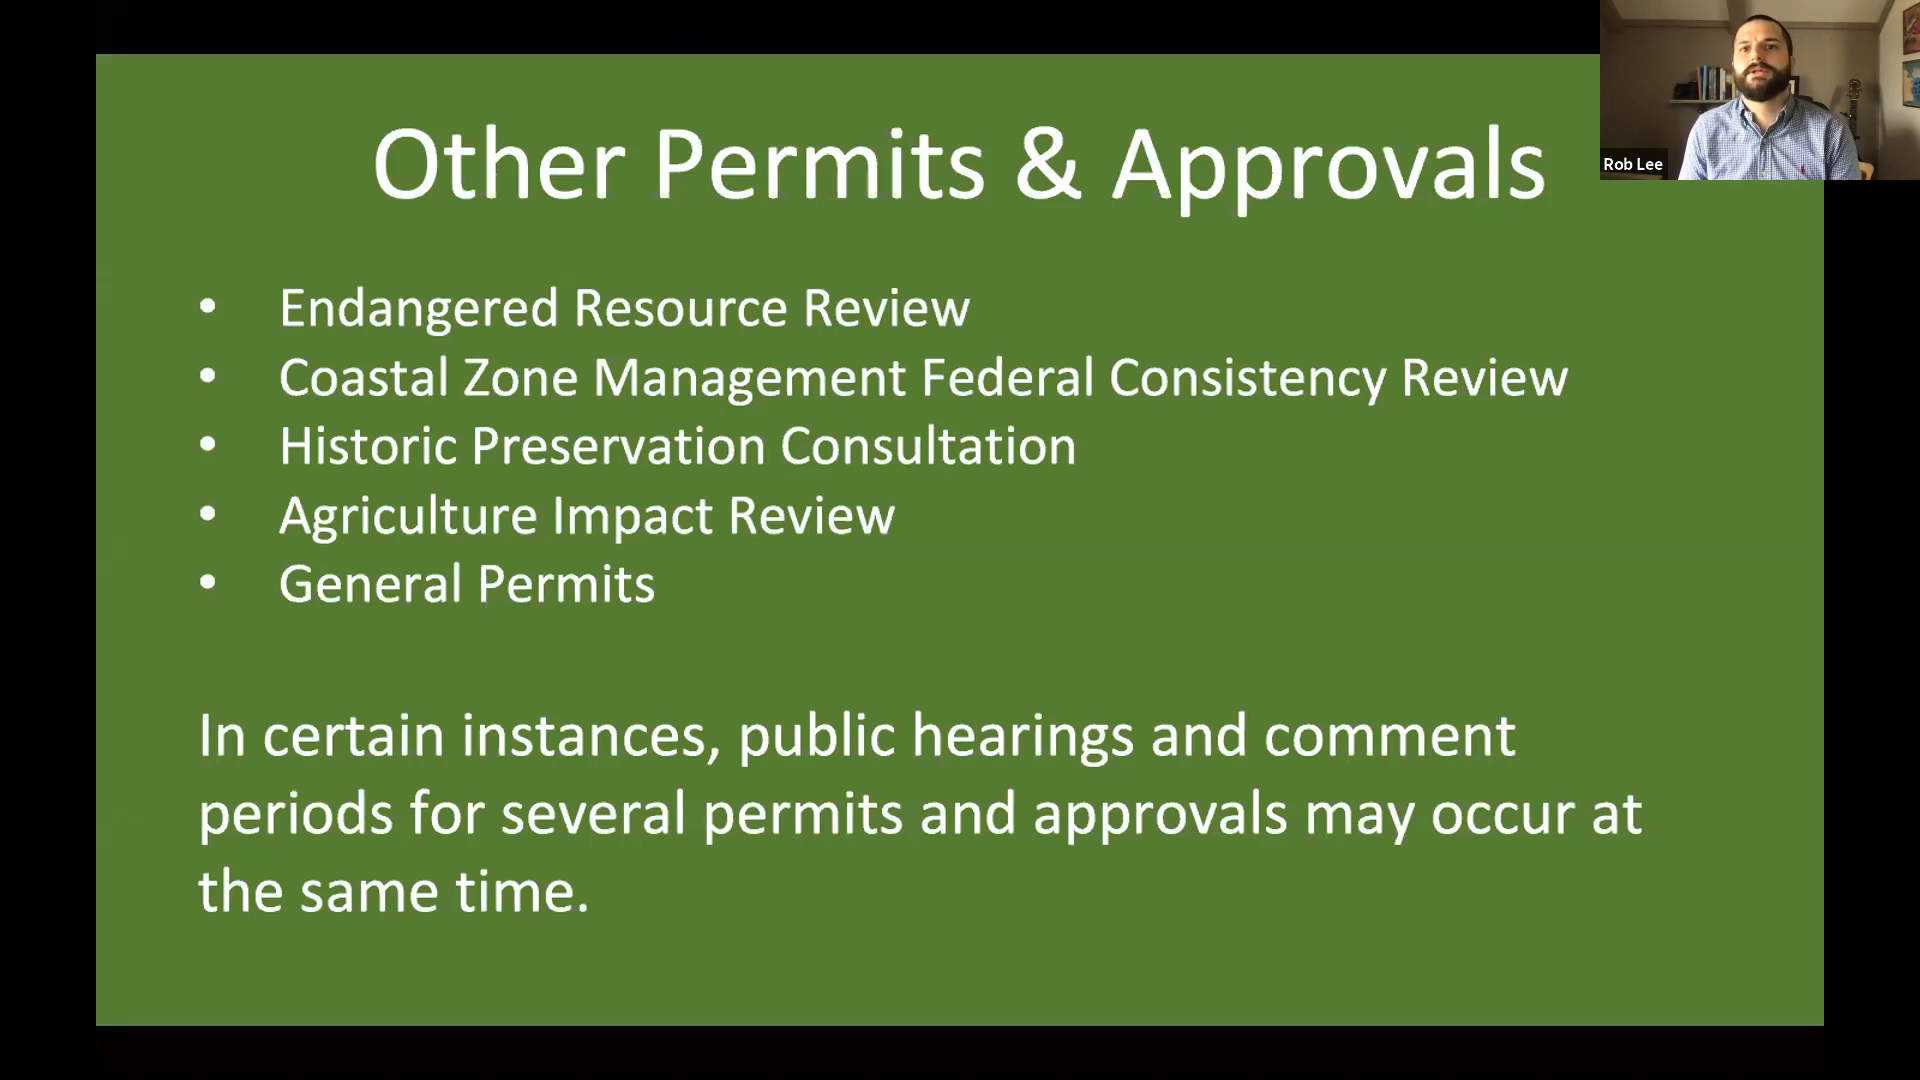 Other Permits & Approvals
Rob Lee
• Endangered Resource Review
• Coastal Zone Management Federal Consistency Review
• Historic Preservation Consultation
• Agriculture Impact Review
• General Permits
In certain instances, public hearings and comment
periods for several permits and approvals may occur at
the same time.